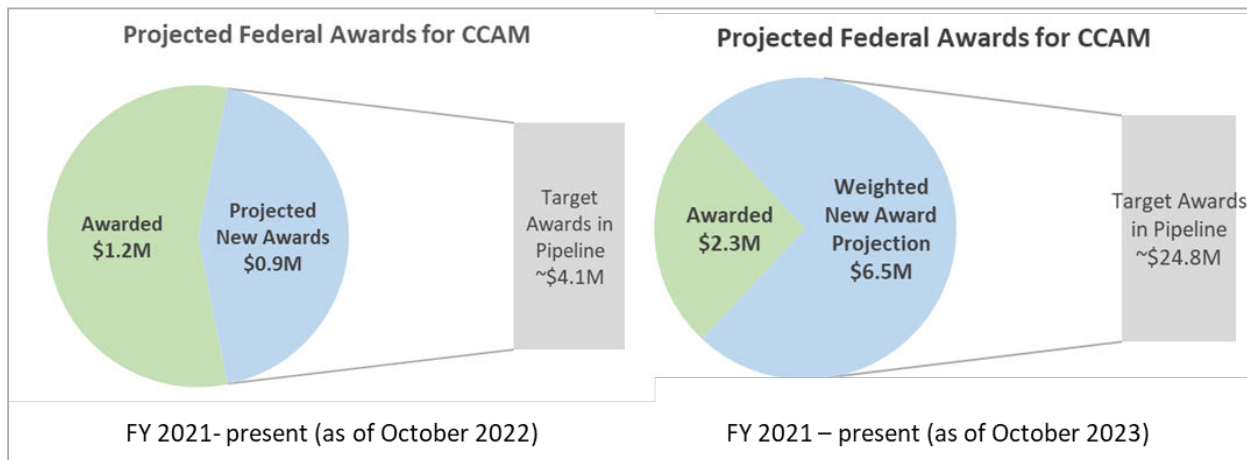 Projected Federal Awards for CCAM
Awarded
$1.2M
Projected
New Awards
$0.9M
Target
Awards in
Pipeline
~$4.1M
FY 2021- present (as of October 2022)
Projected Federal Awards for CCAM
Awarded
$2.3M
Weighted
New Award
Projection
$6.5M
Target Awards
in Pipeline
~$24.8M
FY 2021 – present (as of October 2023)